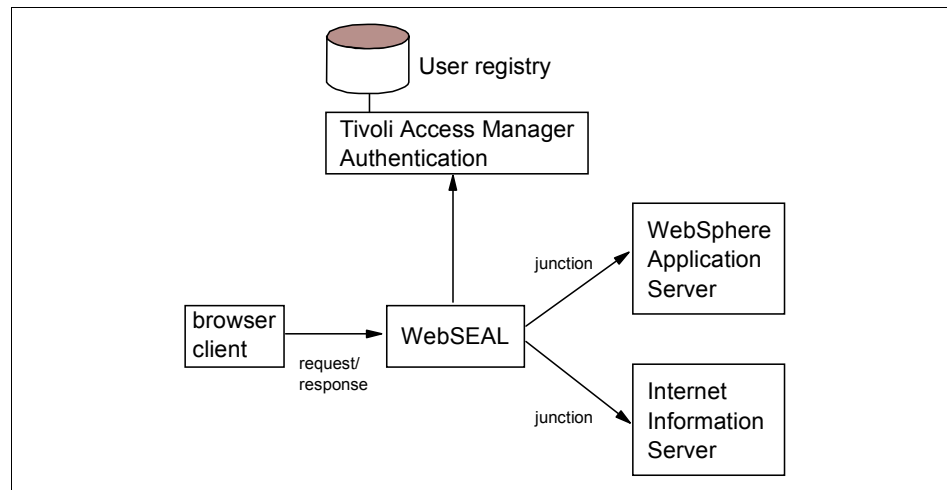 User registry
Tivoli Access Manager
Authentication
WebSphere
Application
Server
junction
browser
client
request/
response
WebSEAL
junction
Internet
Information
Server